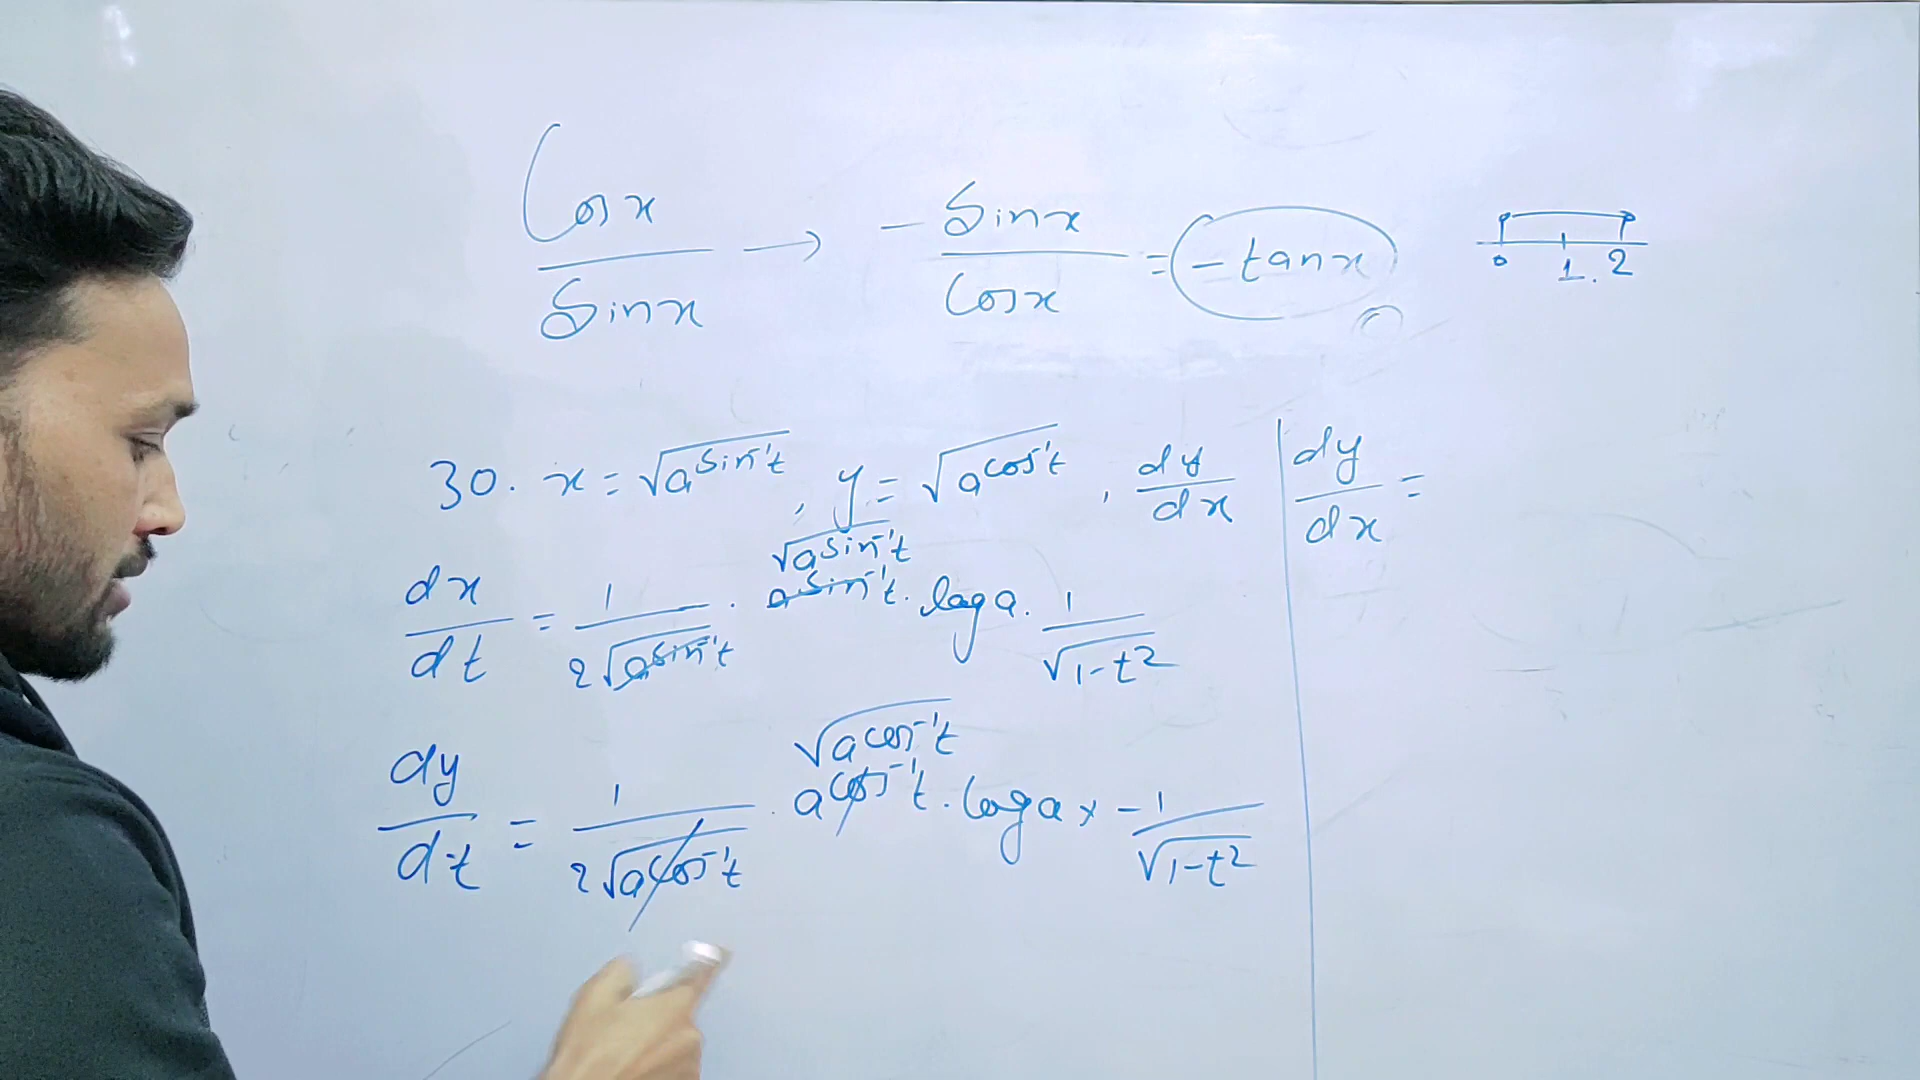 Cosx/Sinx → -Sinx/Cosx = -tanx
0 1. 2
30. x = √a^sin⁻¹t , y = √a^cos⁻¹t , dy/dx
dy/dx =
√a^sin⁻¹t
dx/dt = 1/2√a^sin⁻¹t . a^sin⁻¹t . log a . 1/√1-t²
√a^cos⁻¹t
dy/dt = 1/2√a^cos⁻¹t . a^cos⁻¹t . log a x -1/√1-t²